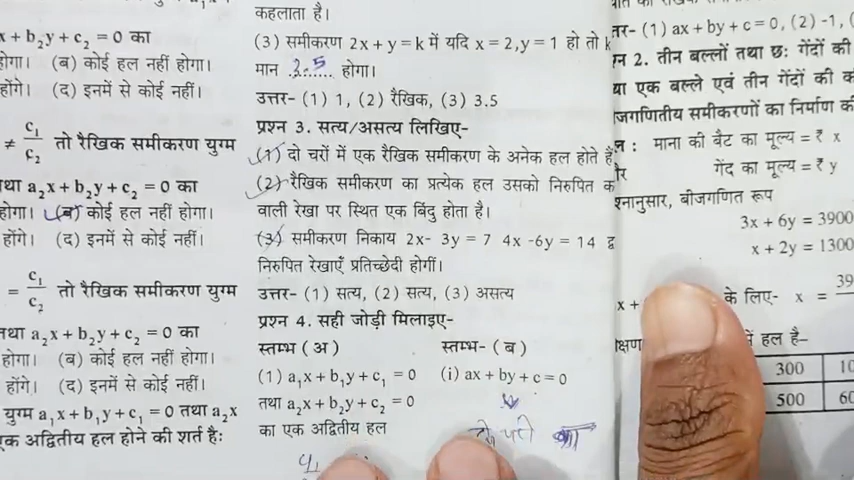 x + b₂y + c₂ = 0 का
होगा। (ब) कोई हल नहीं होगा।
होंगे। (द) इनमें से कोई नहीं।
≠ c₁/c₂ तो रैखिक समीकरण युग्म
था a₂x + b₂y + c₂ = 0 का
होगा। (ब) कोई हल नहीं होगा।
होंगे। (द) इनमें से कोई नहीं।
= c₁/c₂ तो रैखिक समीकरण युग्म
तथा a₂x + b₂y + c₂ = 0 का
होगा। (ब) कोई हल नहीं होगा।
होंगे। (द) इनमें से कोई नहीं।
युग्म a₁x + b₁y + c₁ = 0 तथा a₂x
एक अद्वितीय हल होने की शर्त है:
कहलाता है।
(3) समीकरण 2x + y = k में यदि x = 2, y = 1 हो तो k
मान ......... होगा।
उत्तर- (1) 1, (2) रैखिक, (3) 3.5
प्रश्न 3. सत्य/असत्य लिखिए-
(1) दो चरों में एक रैखिक समीकरण के अनेक हल होते हैं
(2) रैखिक समीकरण का प्रत्येक हल उसको निरुपित क
वाली रेखा पर स्थित एक बिंदु होता है।
(3) समीकरण निकाय 2x- 3y = 7 4x -6y = 14 द्व
निरुपित रेखाएँ प्रतिच्छेदी होगीं।
उत्तर- (1) सत्य, (2) सत्य, (3) असत्य
प्रश्न 4. सही जोड़ी मिलाइए-
स्तम्भ ( अ ) स्तम्भ- ( ब )
(1) a₁x + b₁y + c₁ = 0 (i) ax + by + c = 0
तथा a₂x + b₂y + c₂ = 0
का एक अद्वितीय हल
त्तर- (1) ax + by + c = 0, (2) -1, (
न 2. तीन बल्लों तथा छः गेंदों की
या एक बल्ले एवं तीन गेंदों की क
जगणितीय समीकरणों का निर्माण क
माना की बैट का मूल्य = ₹ x
गेंद का मूल्य = ₹ y
श्नानुसार, बीजगणित रूप
3x + 6y = 3900
x + 2y = 1300
x + के लिए- x = 39
में हल है-
300 10
500 60